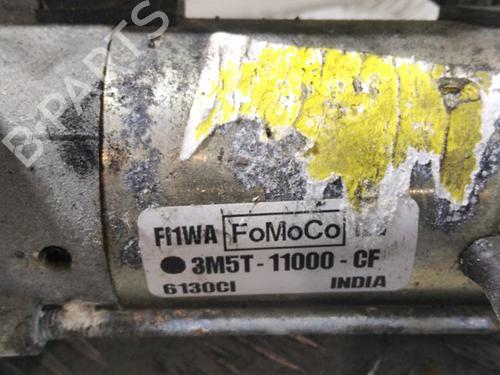 B-PARTS
FI1WA FoMoCo
3M5T-11000-CF
6130CI INDIA